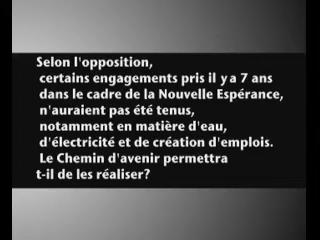 Selon l'opposition,
certains engagements pris il y a 7 ans
dans le cadre de la Nouvelle Espérance,
n'auraient pas été tenus,
notamment en matière d'eau,
d'électricité et de création d'emplois.
Le Chemin d'avenir permettra
t-il de les réaliser?